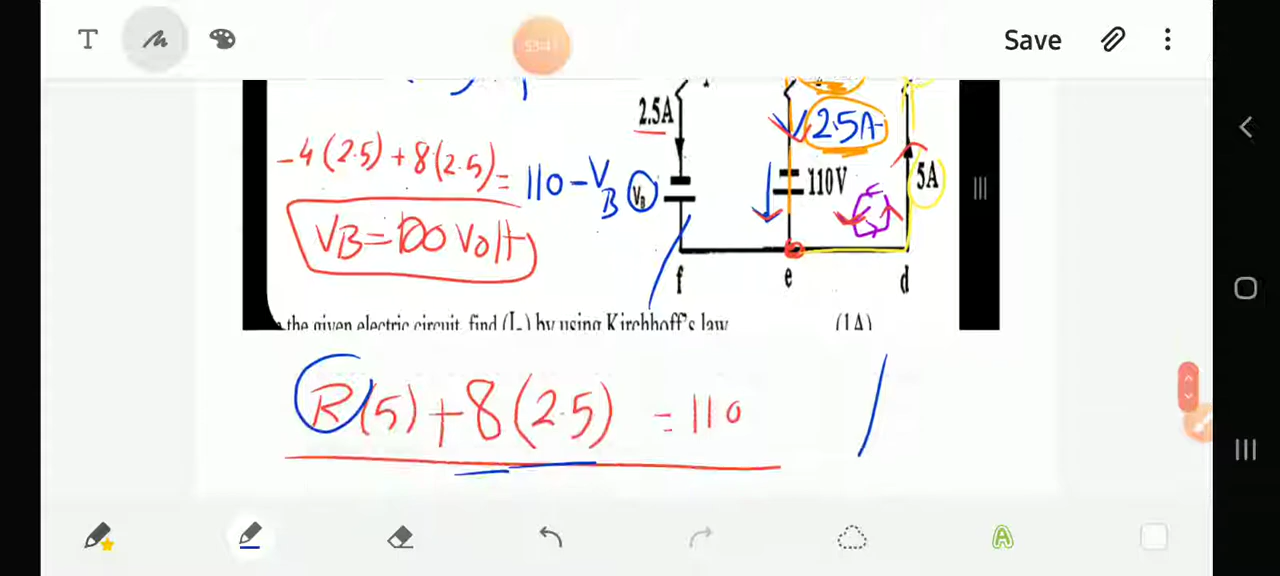 T
Save
2.5A
2.5A
-4(2.5)+8(2.5)= 110-VB
VB
110V
5A
VB=100 Volt
f
e
d
the given electric circuit, find (I
) by using Kirchhoff's law
(1A)
R(5)+8(2.5) =110
A